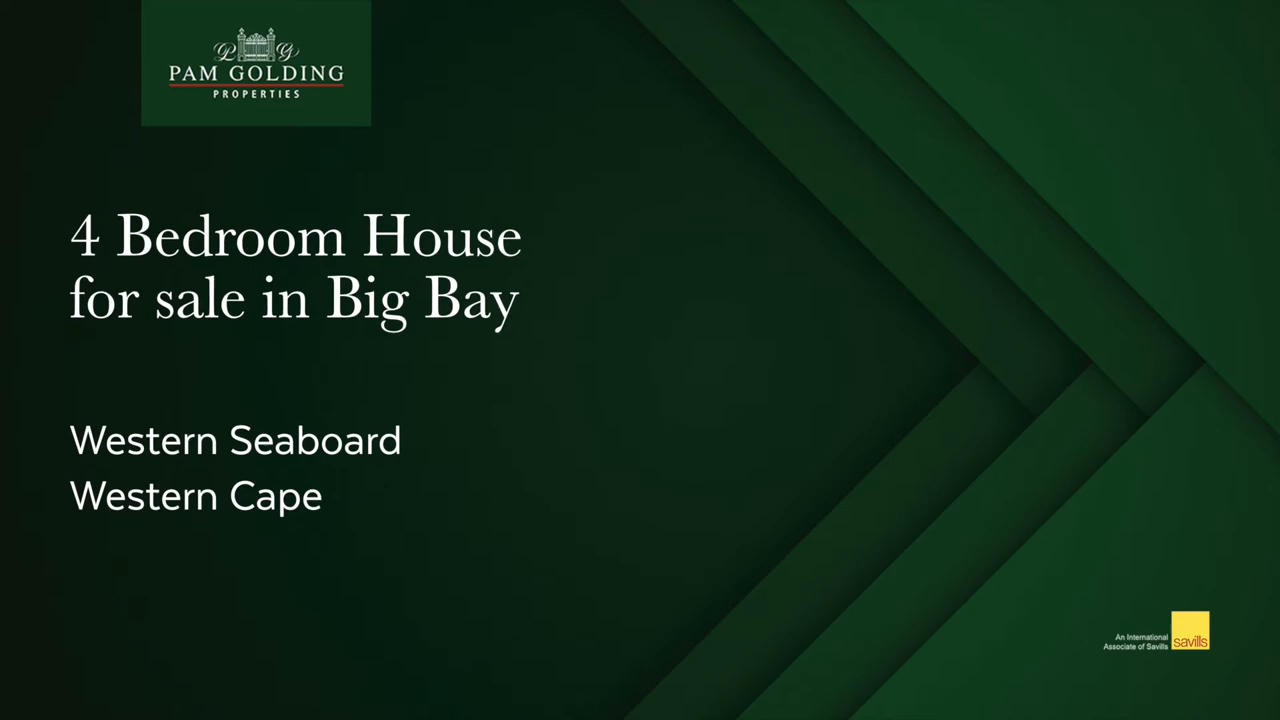 PG
PAM GOLDING
PROPERTIES
4 Bedroom House
for sale in Big Bay
Western Seaboard
Western Cape
An International
Associate of Savills
savills